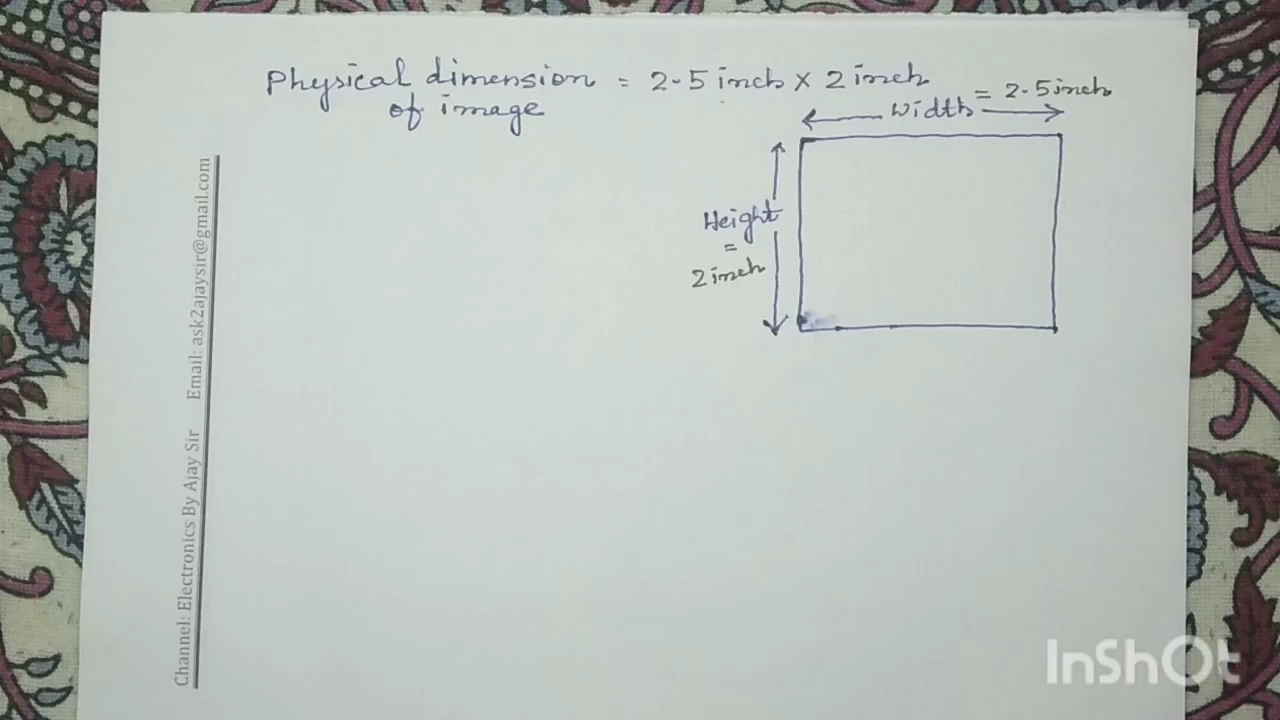 Physical dimension = 2.5 inch × 2 inch
of image
Width = 2.5 inch
Height
=
2 inch
Channel: Electronics By Ajay Sir Email: ask2ajaysir@gmail.com
InShOt